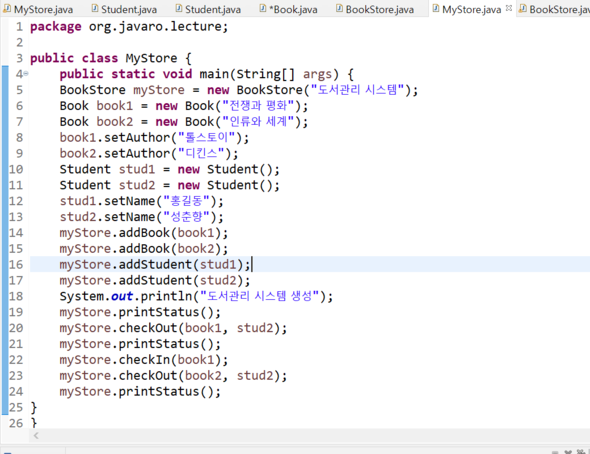 MyStore.java Student.java Student.java *Book.java BookStore.java MyStore.java BookStore.jav
1 package org.javaro.lecture;
2
3 public class MyStore {
4 public static void main(String[] args) {
5 BookStore myStore = new BookStore("도서관리 시스템");
6 Book book1 = new Book("전쟁과 평화");
7 Book book2 = new Book("인류와 세계");
8 book1.setAuthor("톨스토이");
9 book2.setAuthor("디킨스");
10 Student stud1 = new Student();
11 Student stud2 = new Student();
12 stud1.setName("홍길동");
13 stud2.setName("성춘향");
14 myStore.addBook(book1);
15 myStore.addBook(book2);
16 myStore.addStudent(stud1);
17 myStore.addStudent(stud2);
18 System.out.println("도서관리 시스템 생성");
19 myStore.printStatus();
20 myStore.checkOut(book1, stud2);
21 myStore.printStatus();
22 myStore.checkIn(book1);
23 myStore.checkOut(book2, stud2);
24 myStore.printStatus();
25 }
26 }